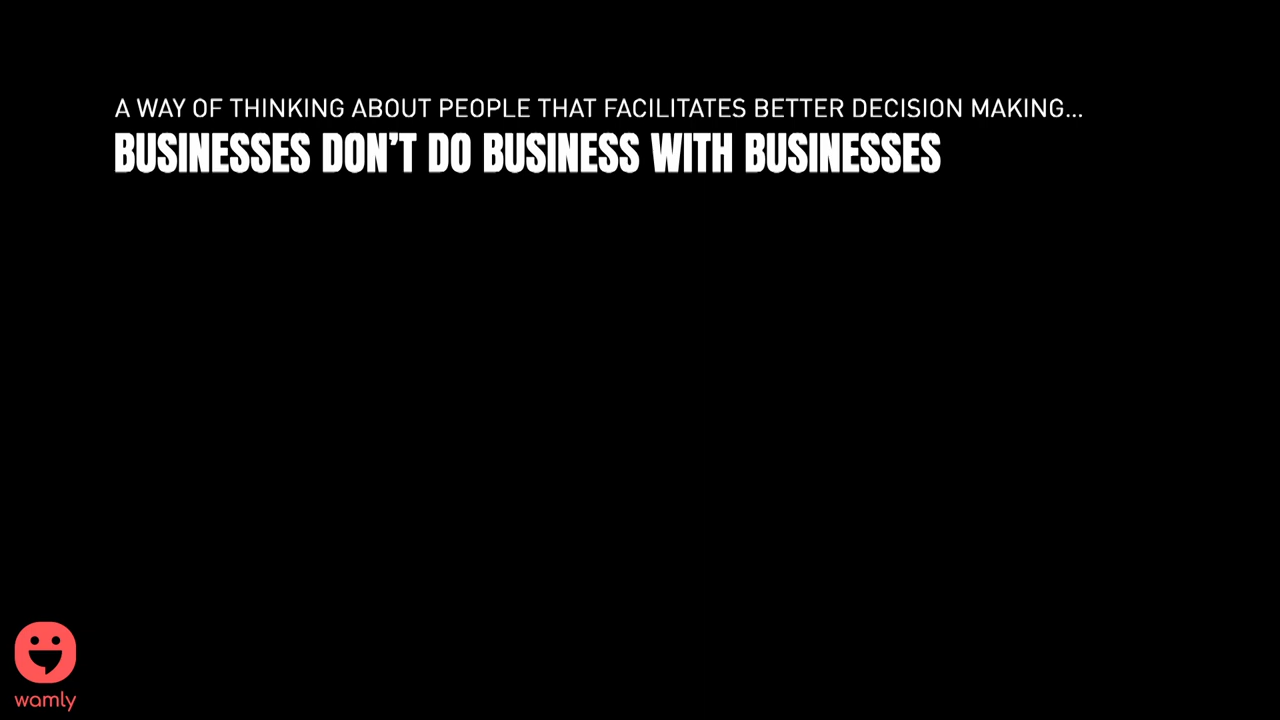 A WAY OF THINKING ABOUT PEOPLE THAT FACILITATES BETTER DECISION MAKING...
BUSINESSES DON’T DO BUSINESS WITH BUSINESSES
wamly